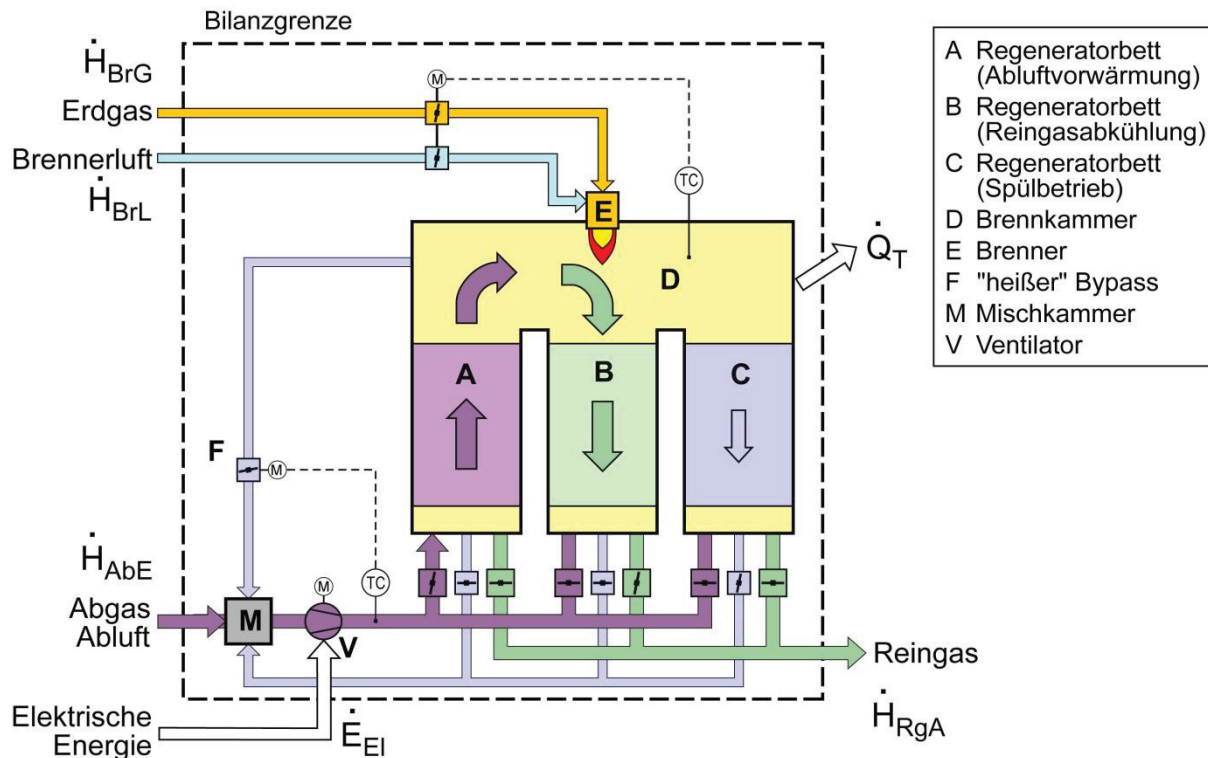 Bilanzgrenze
Ḣ_BrG
Erdgas
Brennerluft
Ḣ_BrL
M
TC
E
D
Q̇_T
A
B
C
F
M
Ḣ_AbE
Abgas
Abluft
M
M
TC
V
Elektrische
Energie
Ė_El
Reingas
Ḣ_RgA
A Regeneratorbett
(Abluftvorwärmung)
B Regeneratorbett
(Reingasabkühlung)
C Regeneratorbett
(Spülbetrieb)
D Brennkammer
E Brenner
F "heißer" Bypass
M Mischkammer
V Ventilator